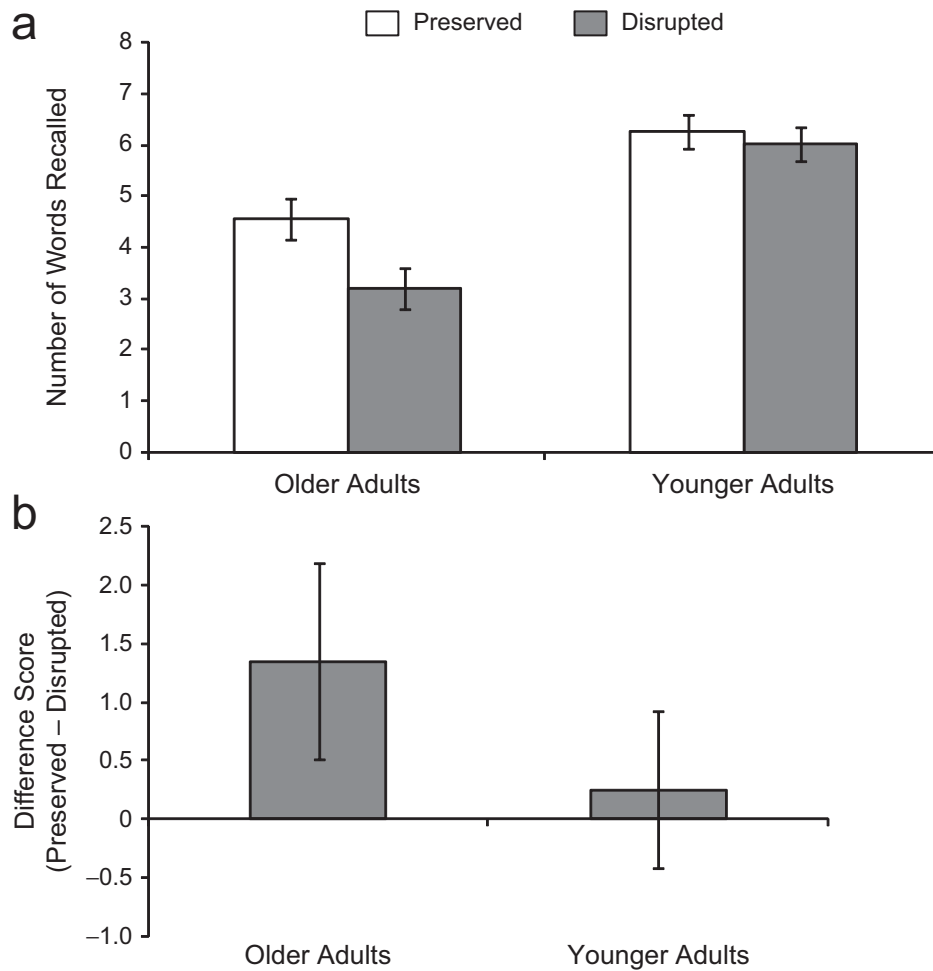 a
Preserved Disrupted
Number of Words Recalled
8
7
6
5
4
3
2
1
0
Older Adults Younger Adults
b
Difference Score
(Preserved – Disrupted)
2.5
2.0
1.5
1.0
0.5
0
–0.5
–1.0
Older Adults Younger Adults